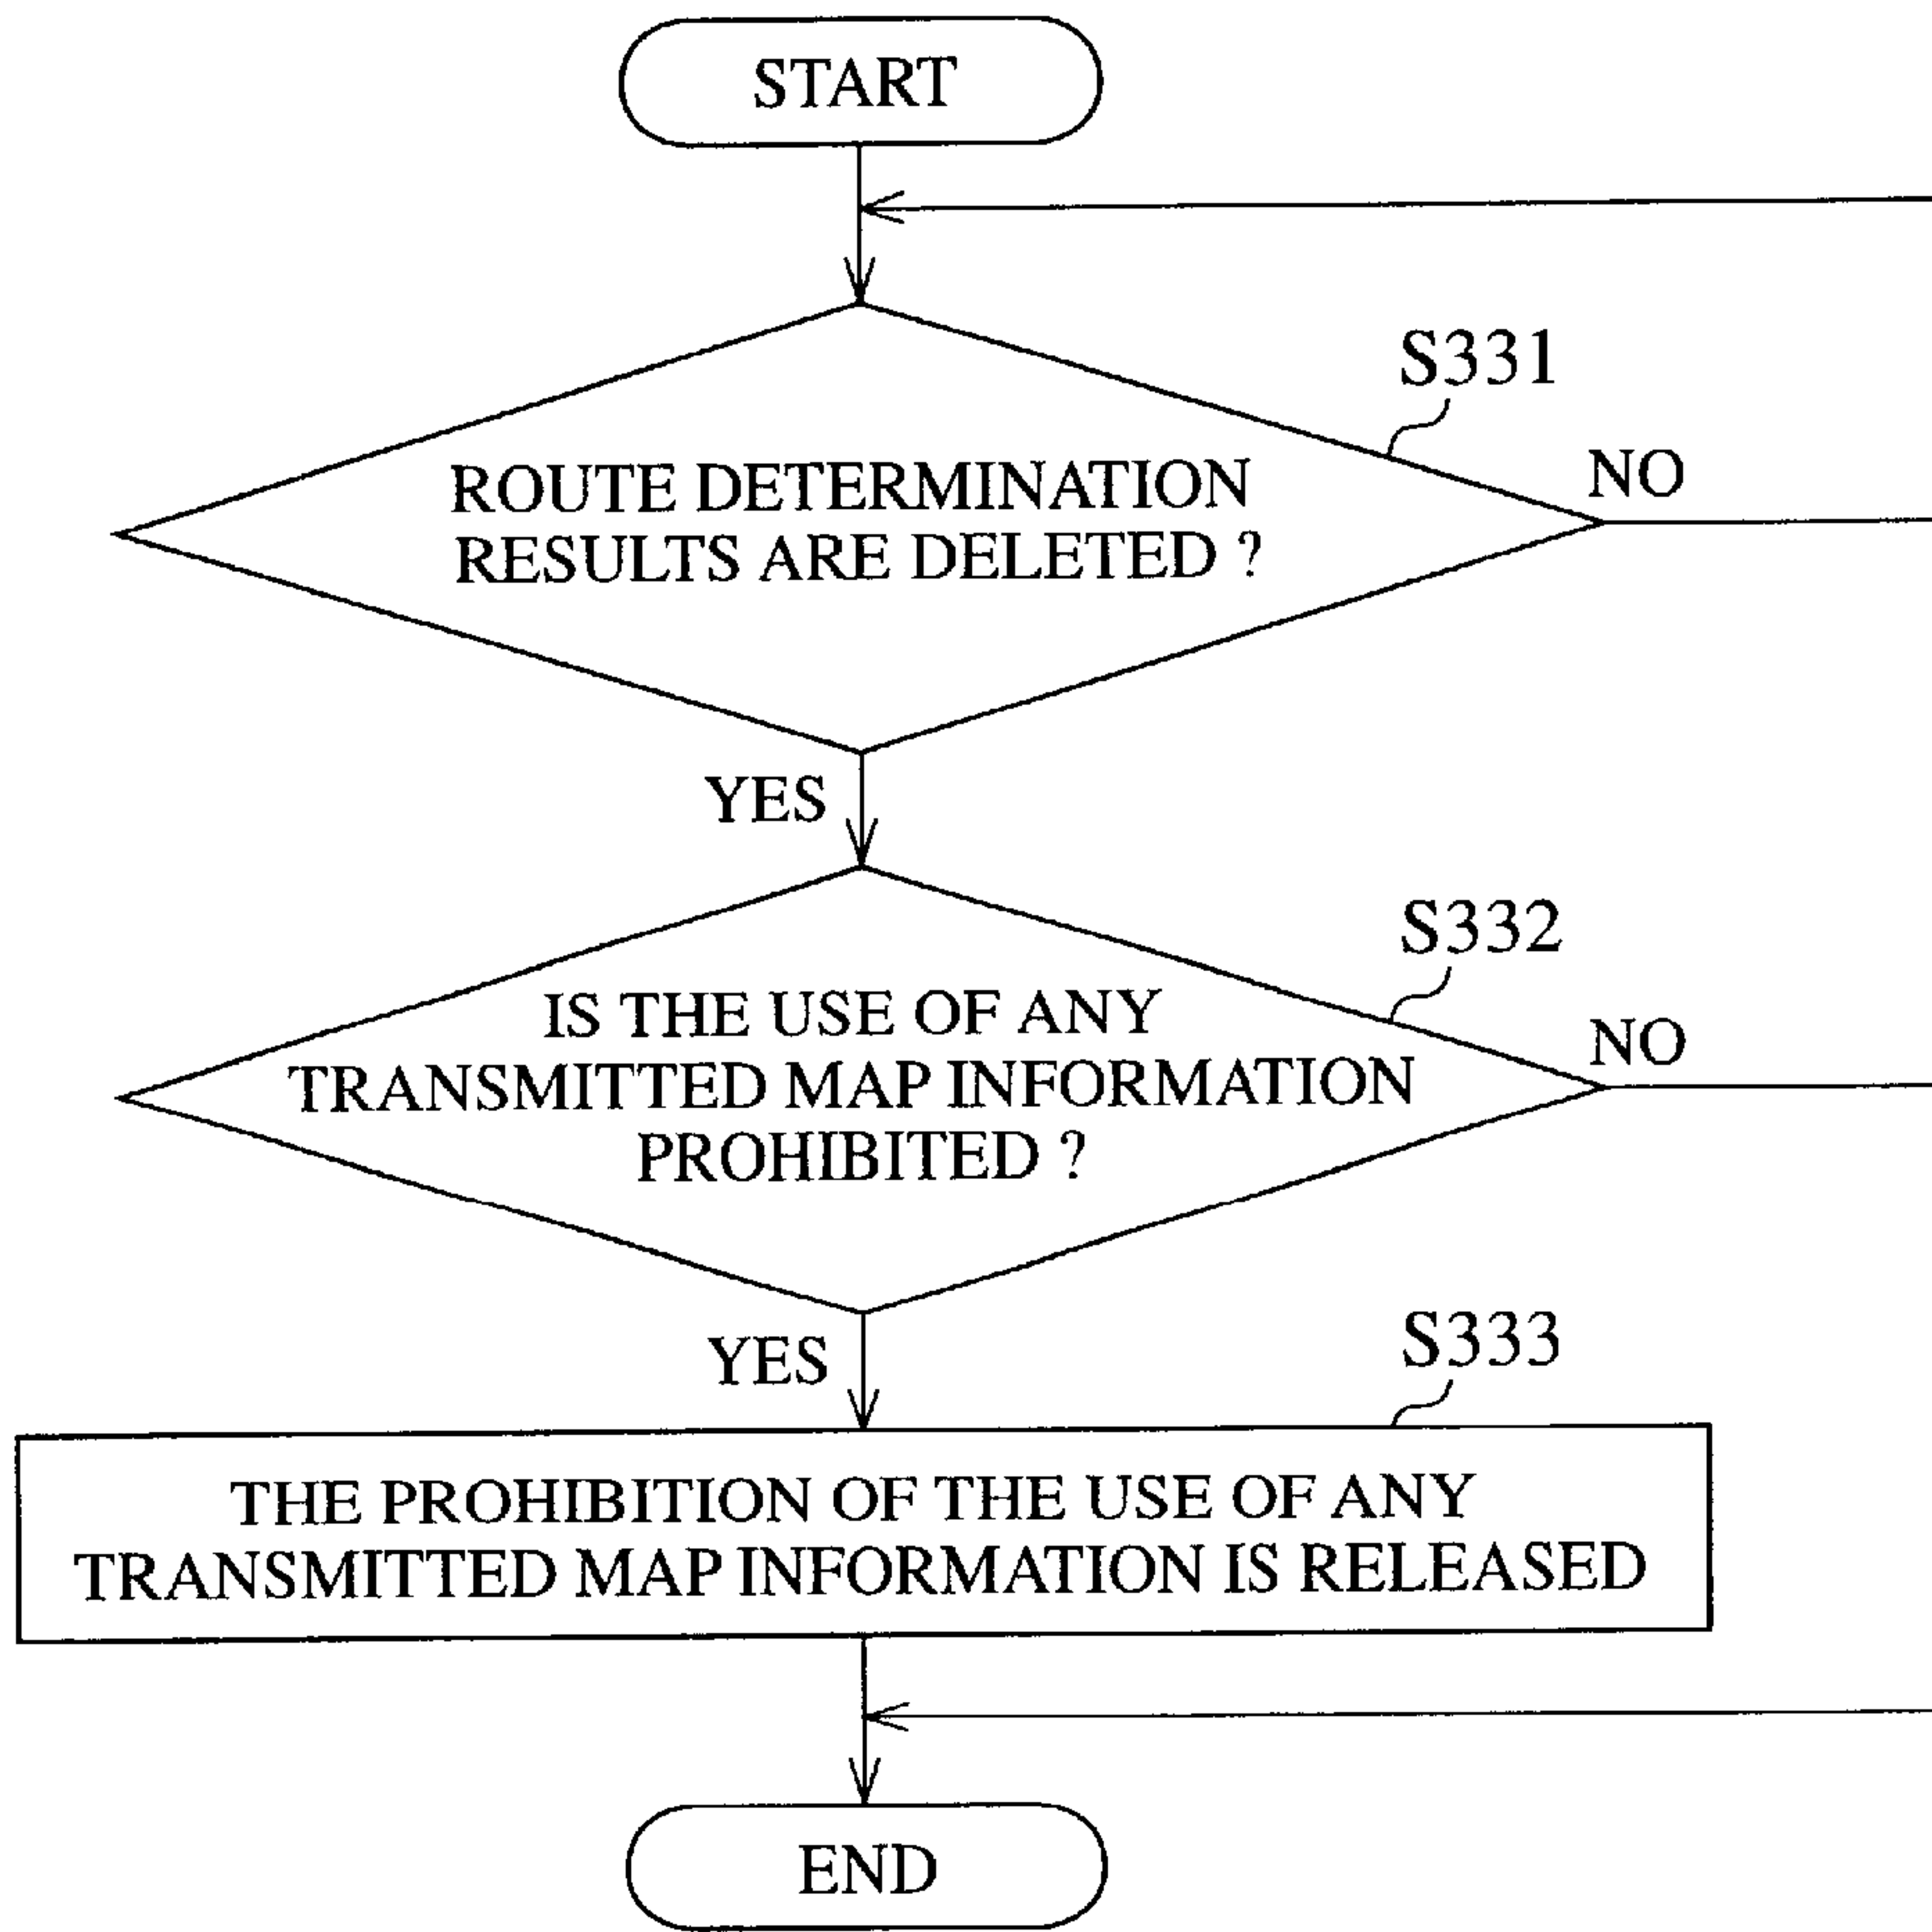 START
S331
ROUTE DETERMINATION
RESULTS ARE DELETED ?
NO
YES
S332
IS THE USE OF ANY
TRANSMITTED MAP INFORMATION
PROHIBITED ?
NO
YES
S333
THE PROHIBITION OF THE USE OF ANY
TRANSMITTED MAP INFORMATION IS RELEASED
END